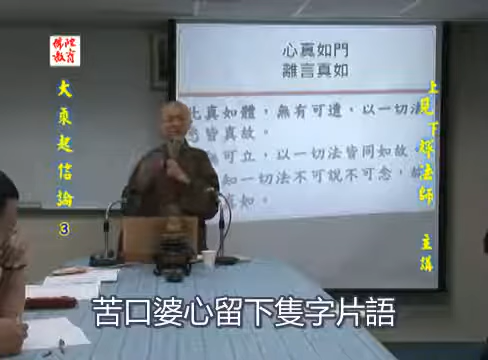 佛陀
教育
大乘起信論
3
心真如門
離言真如
此真如體，無有可遣，以一切法
悉皆真故。
無可立，以一切法皆同如故
知一切法不可說不可念，故
真如。
上見下法師
主講
苦口婆心留下隻字片語